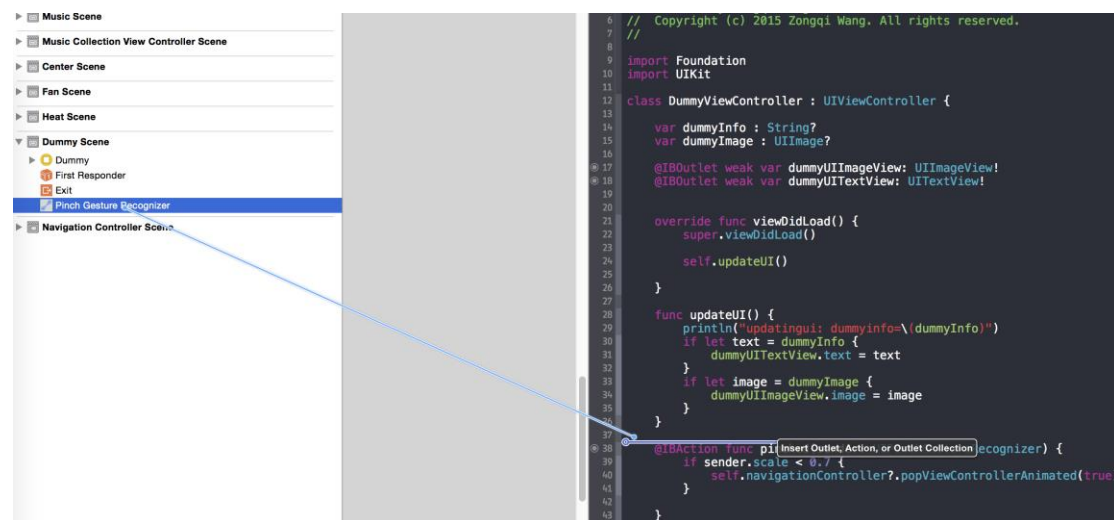 Music Scene
Music Collection View Controller Scene
Center Scene
Fan Scene
Heat Scene
Dummy Scene
Dummy
First Responder
Exit
Pinch Gesture Recognizer
Navigation Controller Scene
6 // Copyright (c) 2015 Zongqi Wang. All rights reserved.
7 //
8
9 import Foundation
10 import UIKit
11
12 class DummyViewController : UIViewController {
13
14 var dummyInfo : String?
15 var dummyImage : UIImage?
16
17 @IBOutlet weak var dummyUIImageView: UIImageView!
18 @IBOutlet weak var dummyUITextView: UITextView!
19
20
21 override func viewDidLoad() {
22 super.viewDidLoad()
23
24 self.updateUI()
25
26 }
27
28 func updateUI() {
29 println("updatingui: dummyinfo=\(dummyInfo)")
30 if let text = dummyInfo {
31 dummyUITextView.text = text
32 }
33 if let image = dummyImage {
34 dummyUIImageView.image = image
35 }
36 }
37
38 @IBAction func pi Insert Outlet, Action, or Outlet Collection ecognizer) {
39 if sender.scale < 0.7 {
40 self.navigationController?.popViewControllerAnimated(true
41 }
42
43 }